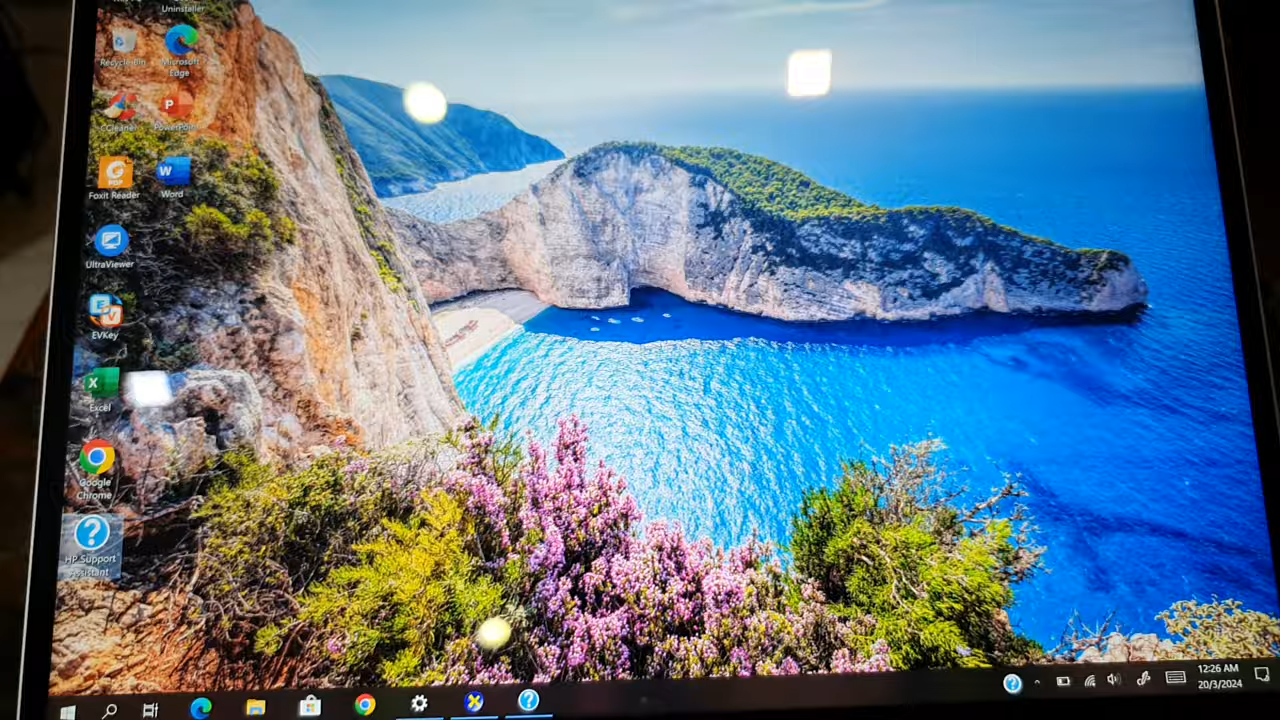 Uninstaller
Recycle Bin
Microsoft
Edge
CCleaner
PowerPoint
Foxit Reader
Word
UltraViewer
EVKey
Excel
Google
Chrome
HP Support
Assistant
12:26 AM
20/3/2024